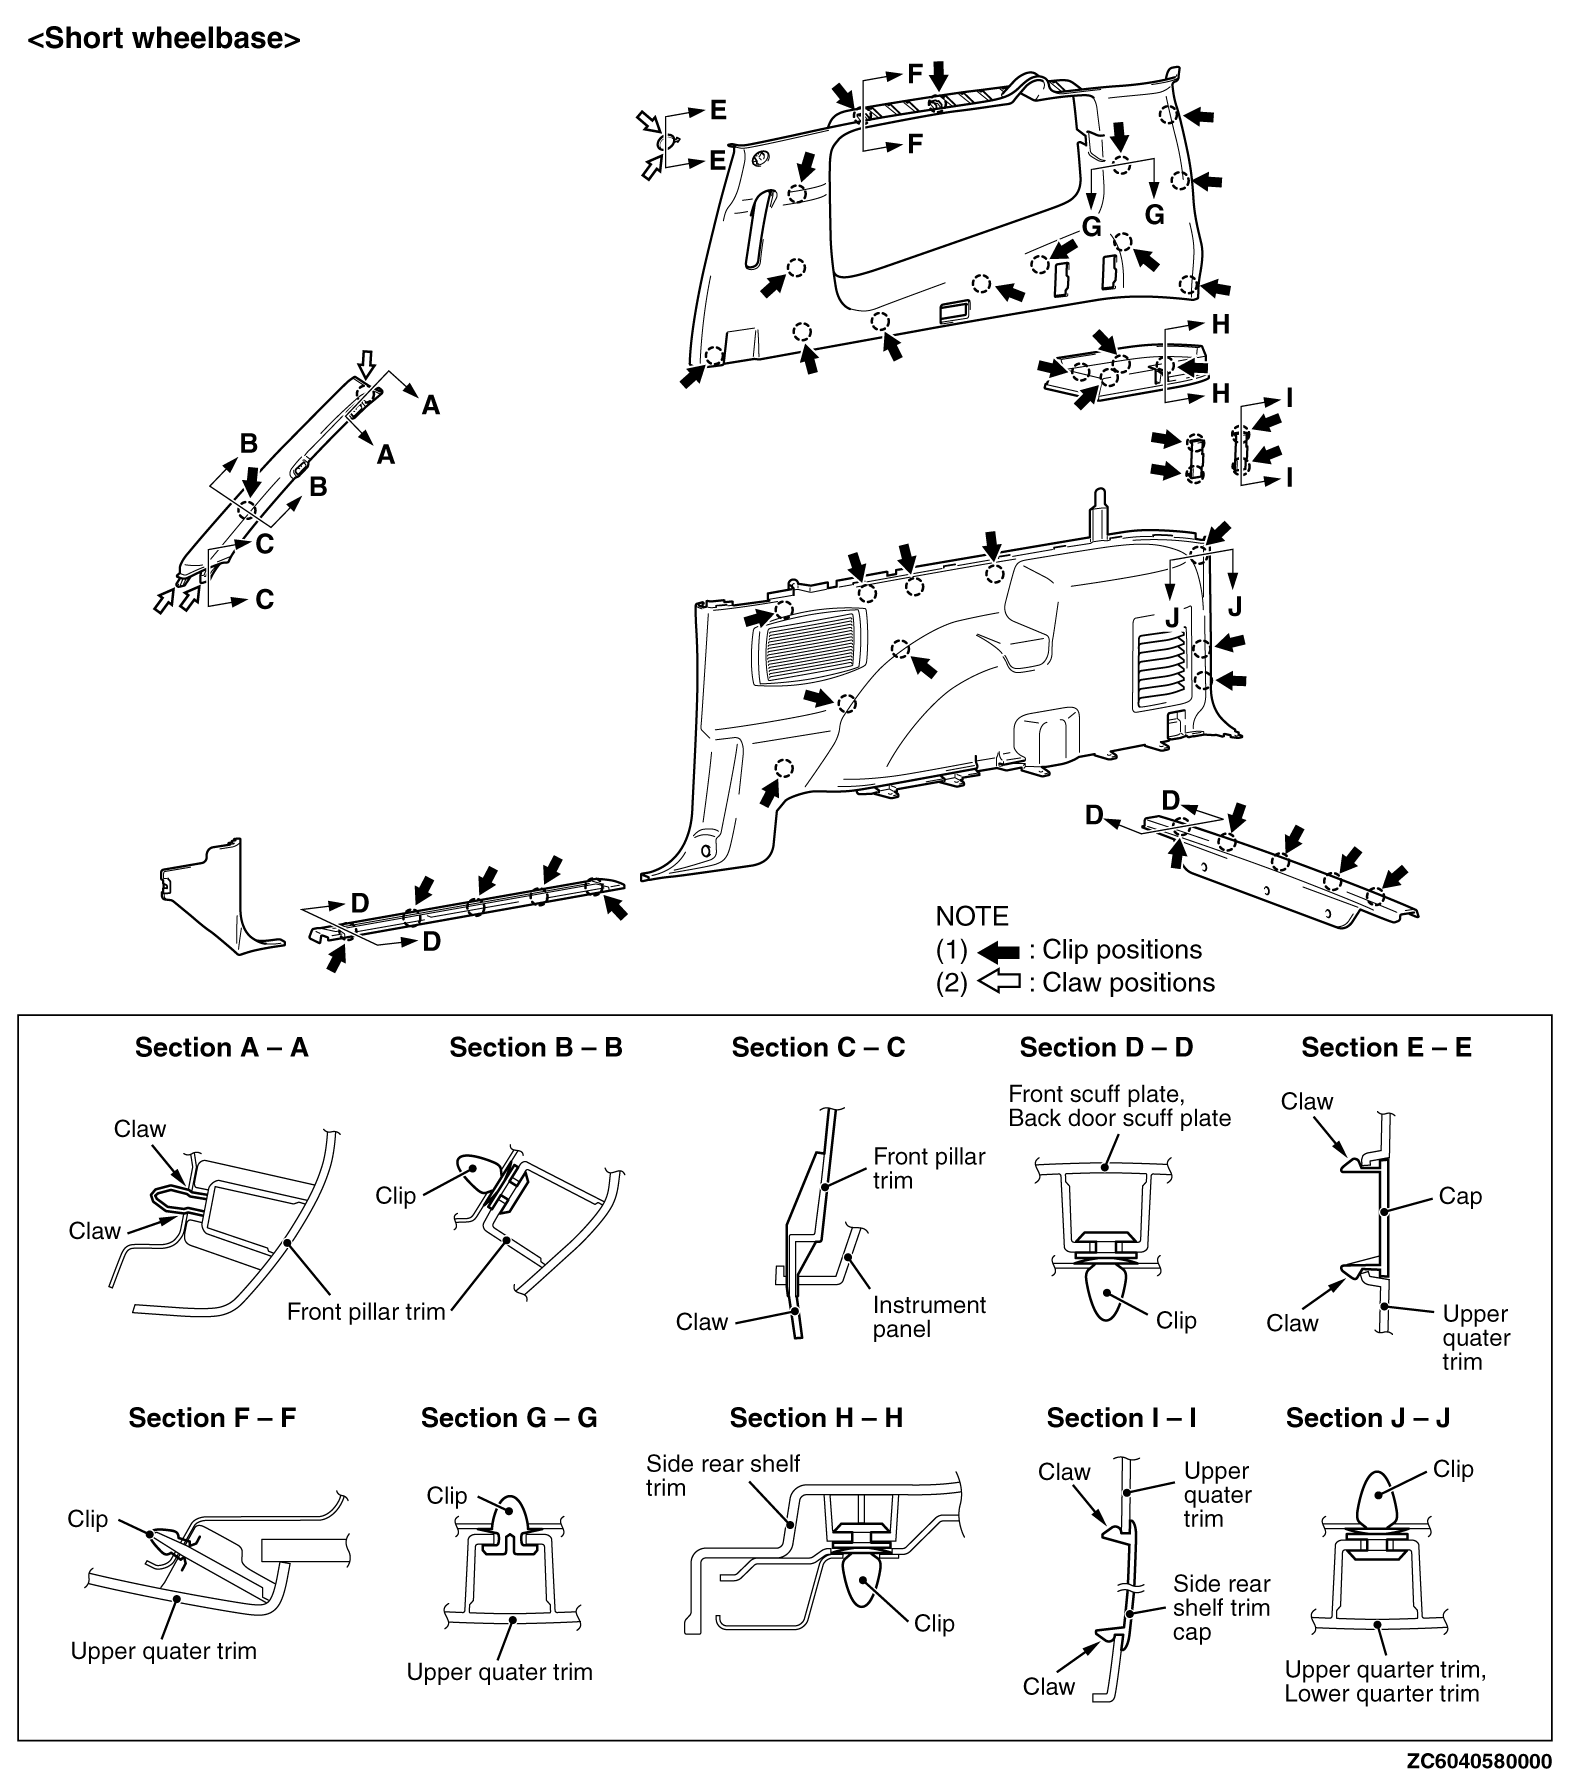 <Short wheelbase>
E
E
F
F
G
G
H
H
I
I
A
A
B
B
C
C
J
J
D
D
D
D
NOTE
(1) : Clip positions
(2) : Claw positions
Section A – A
Claw
Claw
Section B – B
Clip
Front pillar trim
Section C – C
Front pillar
trim
Claw
Instrument
panel
Section D – D
Front scuff plate,
Back door scuff plate
Clip
Section E – E
Claw
Cap
Claw
Upper
quater
trim
Section F – F
Clip
Upper quater trim
Section G – G
Clip
Upper quater trim
Section H – H
Side rear shelf
trim
Clip
Section I – I
Claw
Upper
quater
trim
Side rear
shelf trim
cap
Claw
Section J – J
Clip
Upper quarter trim,
Lower quarter trim
ZC6040580000